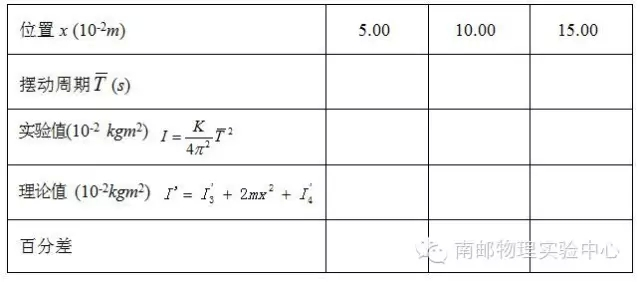 位置 x (10⁻²m) 5.00 10.00 15.00
摆动周期 T̅ (s)
实验值(10⁻² kgm²) I = K/4π² T̅²
理论值 (10⁻²kgm²) I' = I₃' + 2mx² + I₄'
百分差
南邮物理实验中心